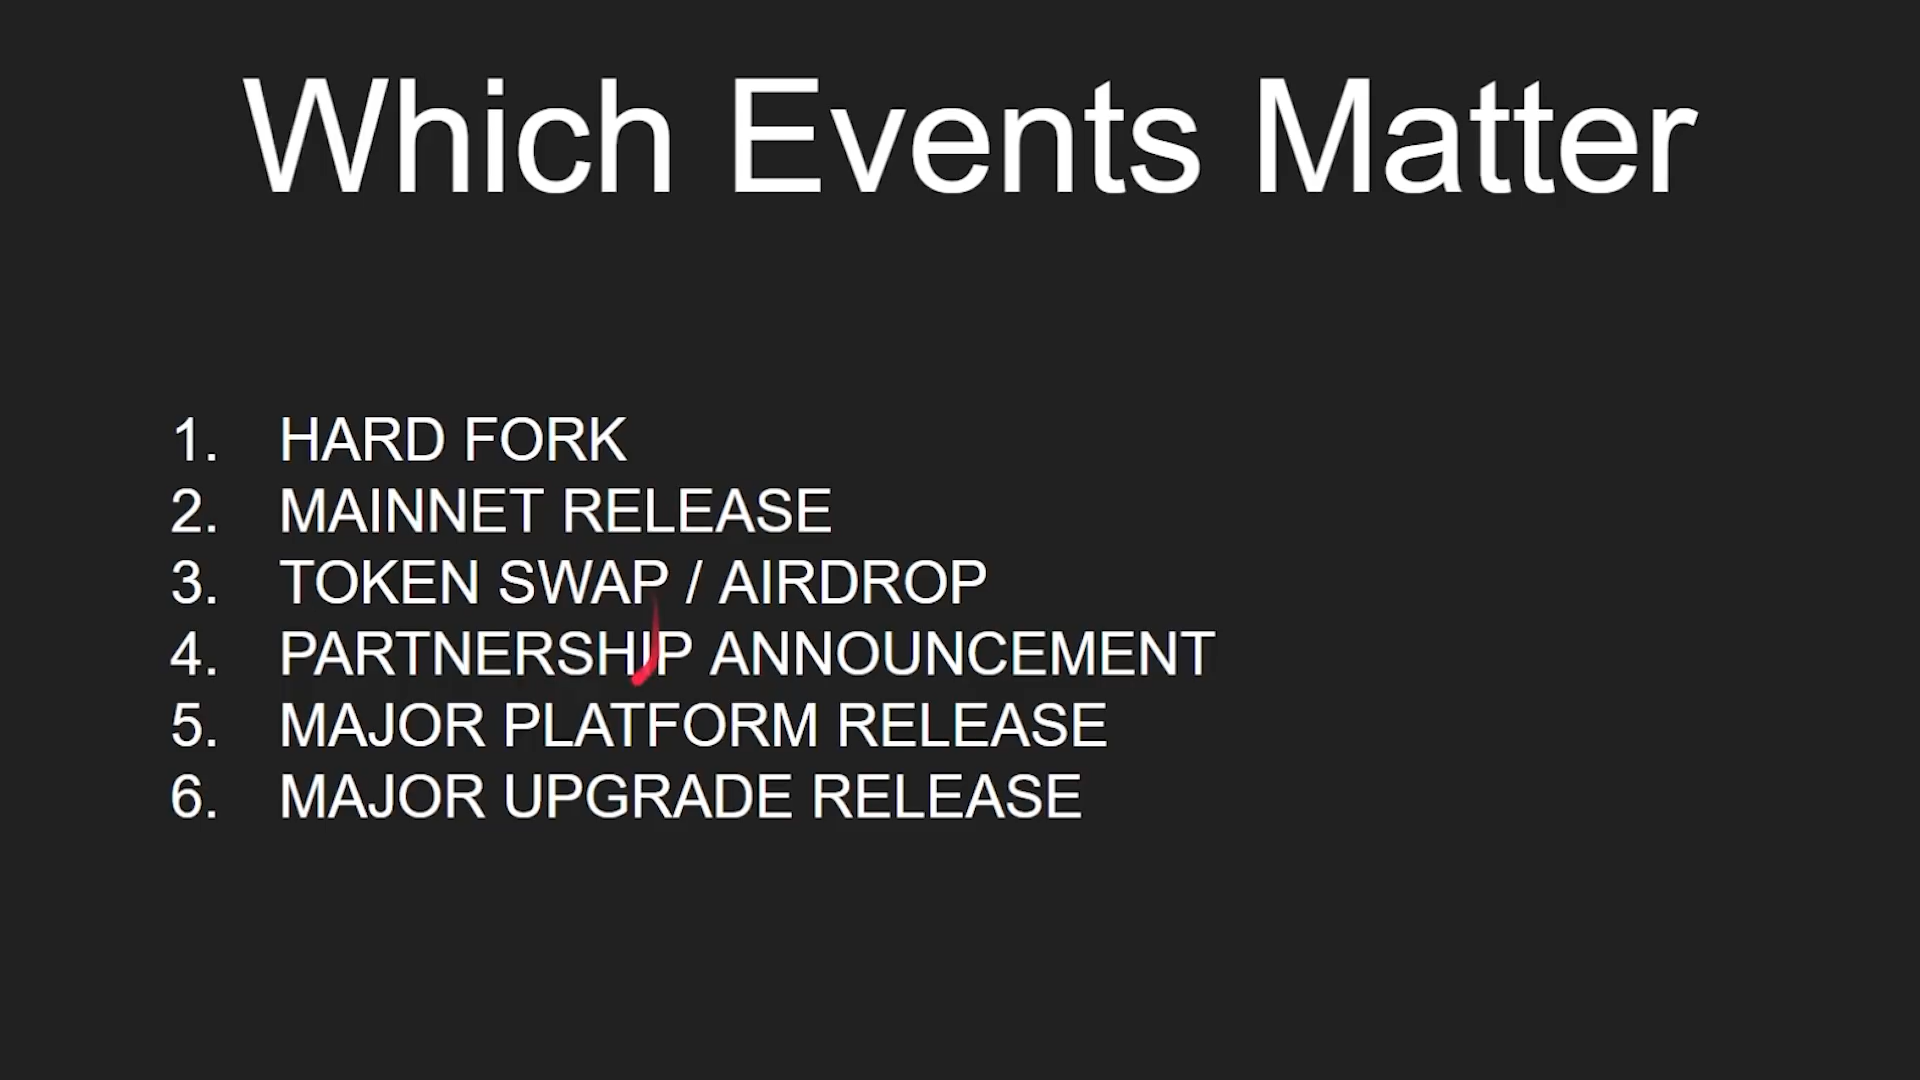 Which Events Matter
1. HARD FORK
2. MAINNET RELEASE
3. TOKEN SWAP / AIRDROP
4. PARTNERSHIP ANNOUNCEMENT
5. MAJOR PLATFORM RELEASE
6. MAJOR UPGRADE RELEASE